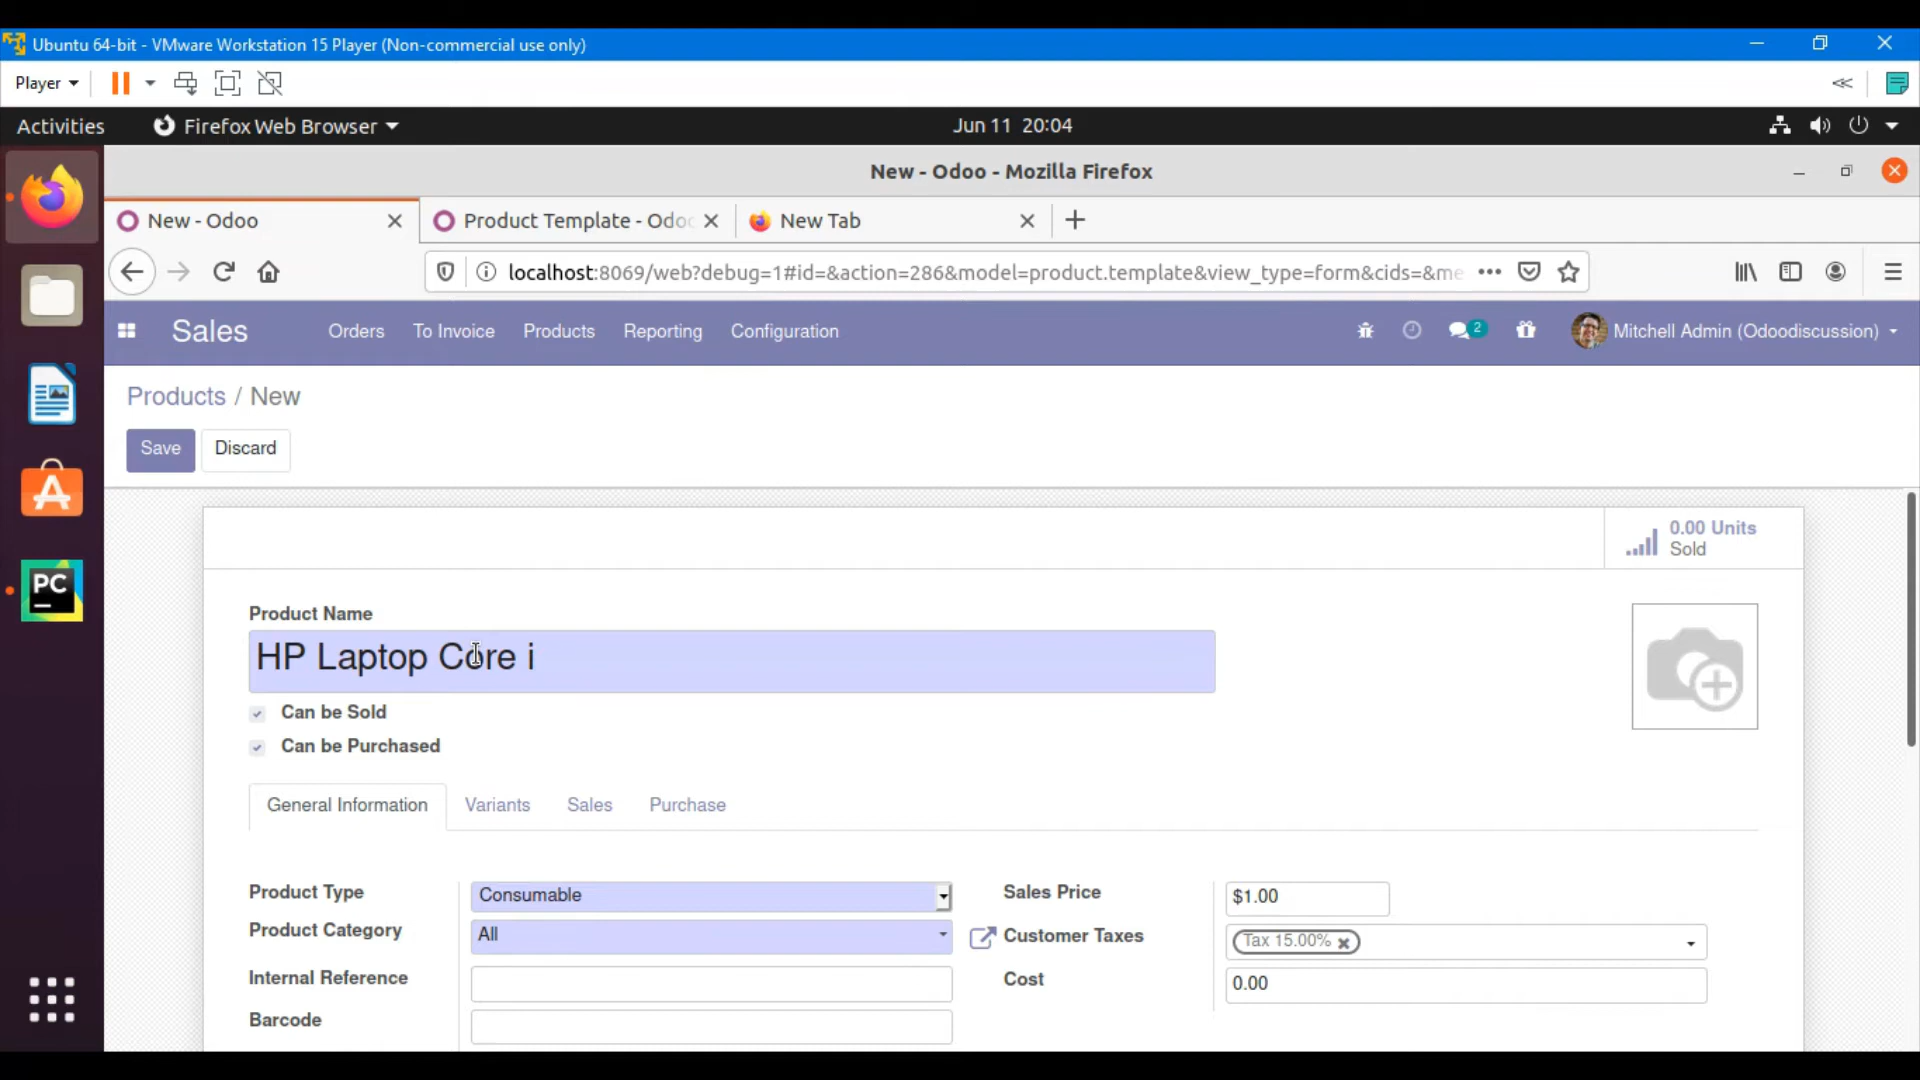 Ubuntu 64-bit - VMware Workstation 15 Player (Non-commercial use only)
Player
Activities
Firefox Web Browser
Jun 11 20:04
New - Odoo - Mozilla Firefox
New - Odoo
Product Template - Odoo
New Tab
localhost:8069/web?debug=1#id=&action=286&model=product.template&view_type=form&cids=&me
Sales
Orders
To Invoice
Products
Reporting
Configuration
2
Mitchell Admin (Odoodiscussion)
Products / New
Save
Discard
0.00 Units
Sold
Product Name
HP Laptop Core i
Can be Sold
Can be Purchased
General Information
Variants
Sales
Purchase
Product Type
Consumable
Sales Price
$1.00
Product Category
All
Customer Taxes
Tax 15.00%
Internal Reference
Cost
0.00
Barcode
PC